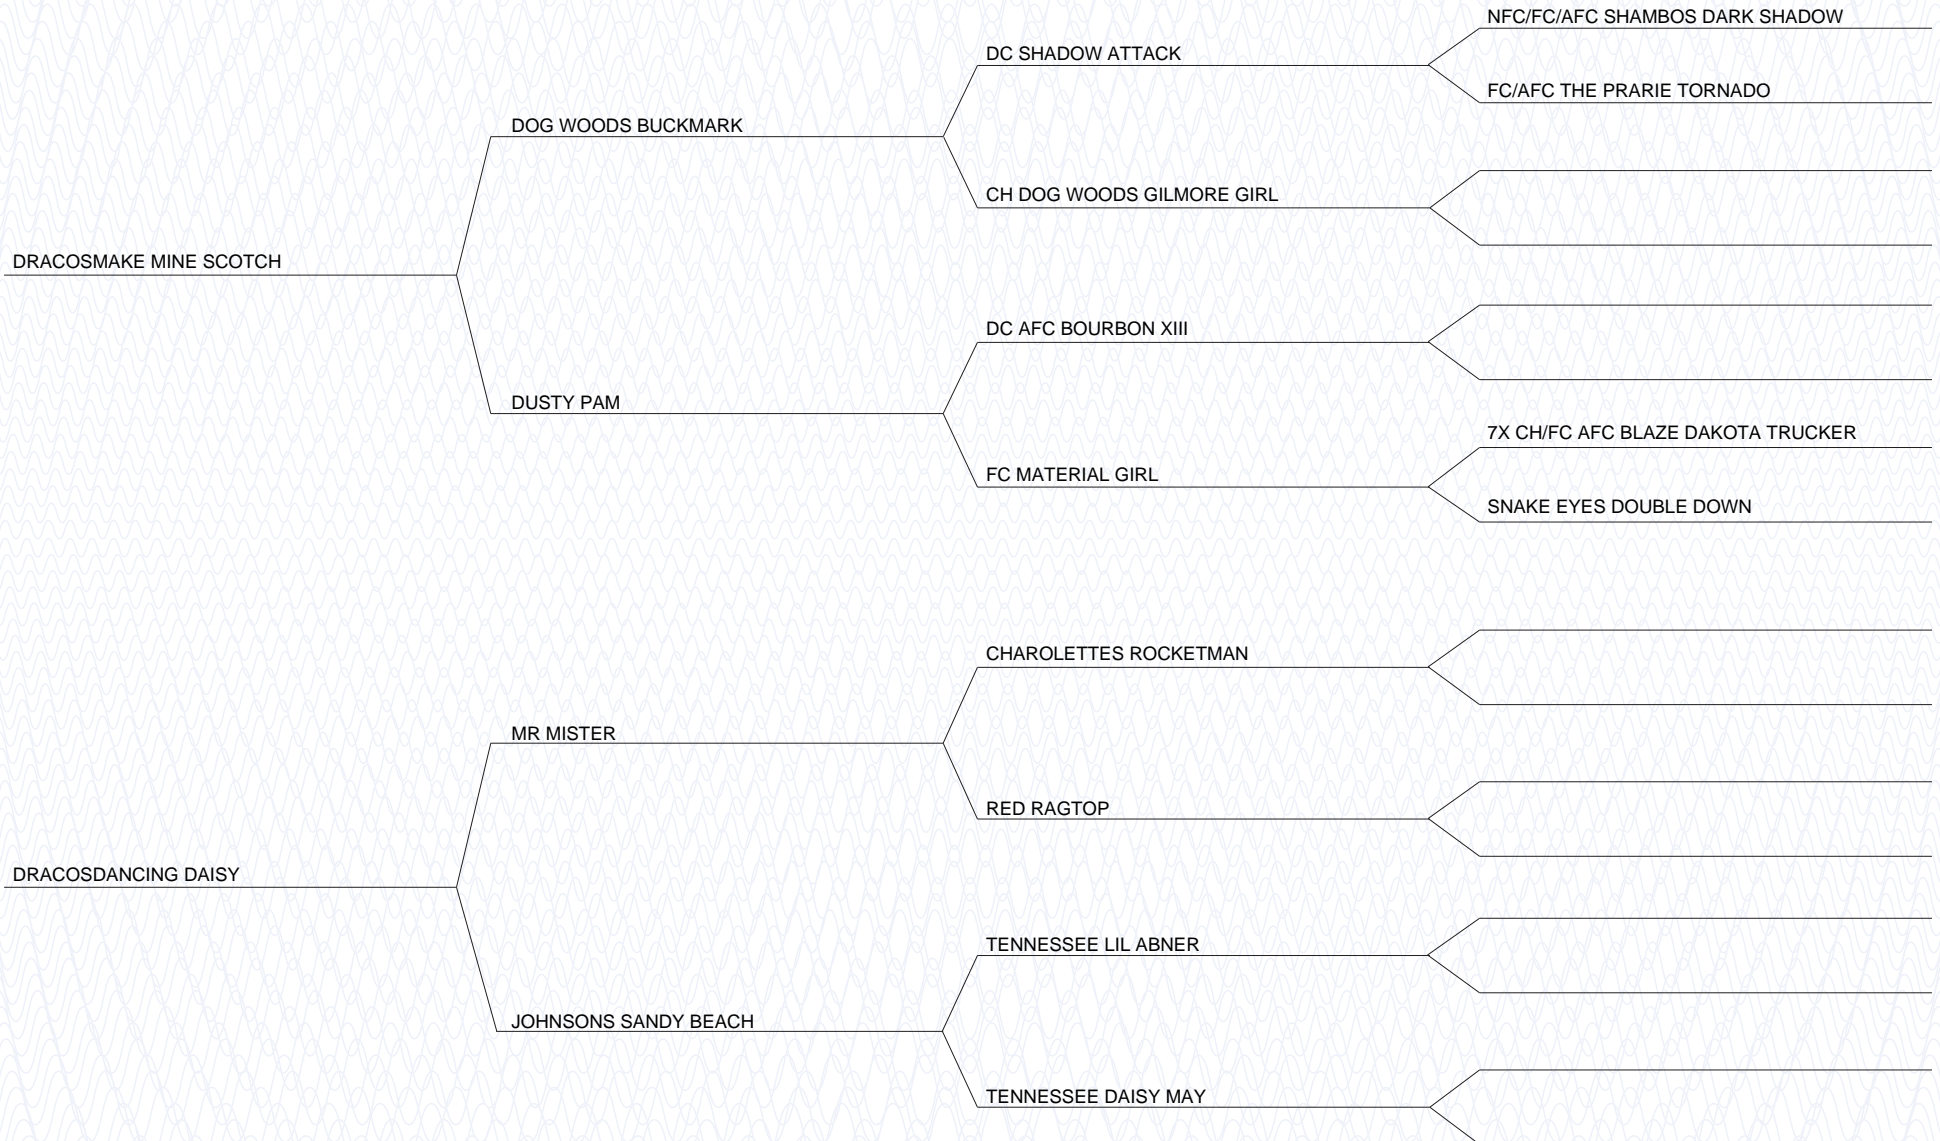 NFC/FC/AFC SHAMBOS DARK SHADOW
DC SHADOW ATTACK
FC/AFC THE PRARIE TORNADO
DOG WOODS BUCKMARK
CH DOG WOODS GILMORE GIRL
DRACOSMAKE MINE SCOTCH
DC AFC BOURBON XIII
DUSTY PAM
7X CH/FC AFC BLAZE DAKOTA TRUCKER
FC MATERIAL GIRL
SNAKE EYES DOUBLE DOWN
CHAROLETTES ROCKETMAN
MR MISTER
RED RAGTOP
DRACOSDANCING DAISY
TENNESSEE LIL ABNER
JOHNSONS SANDY BEACH
TENNESSEE DAISY MAY